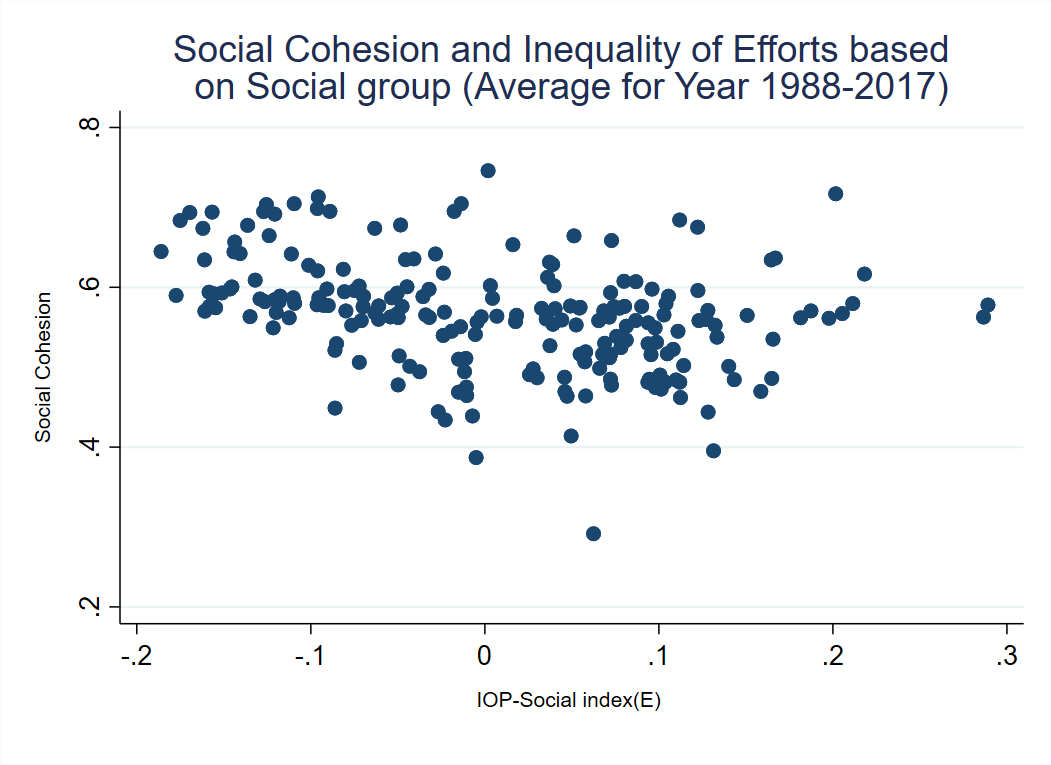 Social Cohesion and Inequality of Efforts based
on Social group (Average for Year 1988-2017)
.8
.6
.4
.2
Social Cohesion
-.2 -.1 0 .1 .2 .3
IOP-Social index(E)